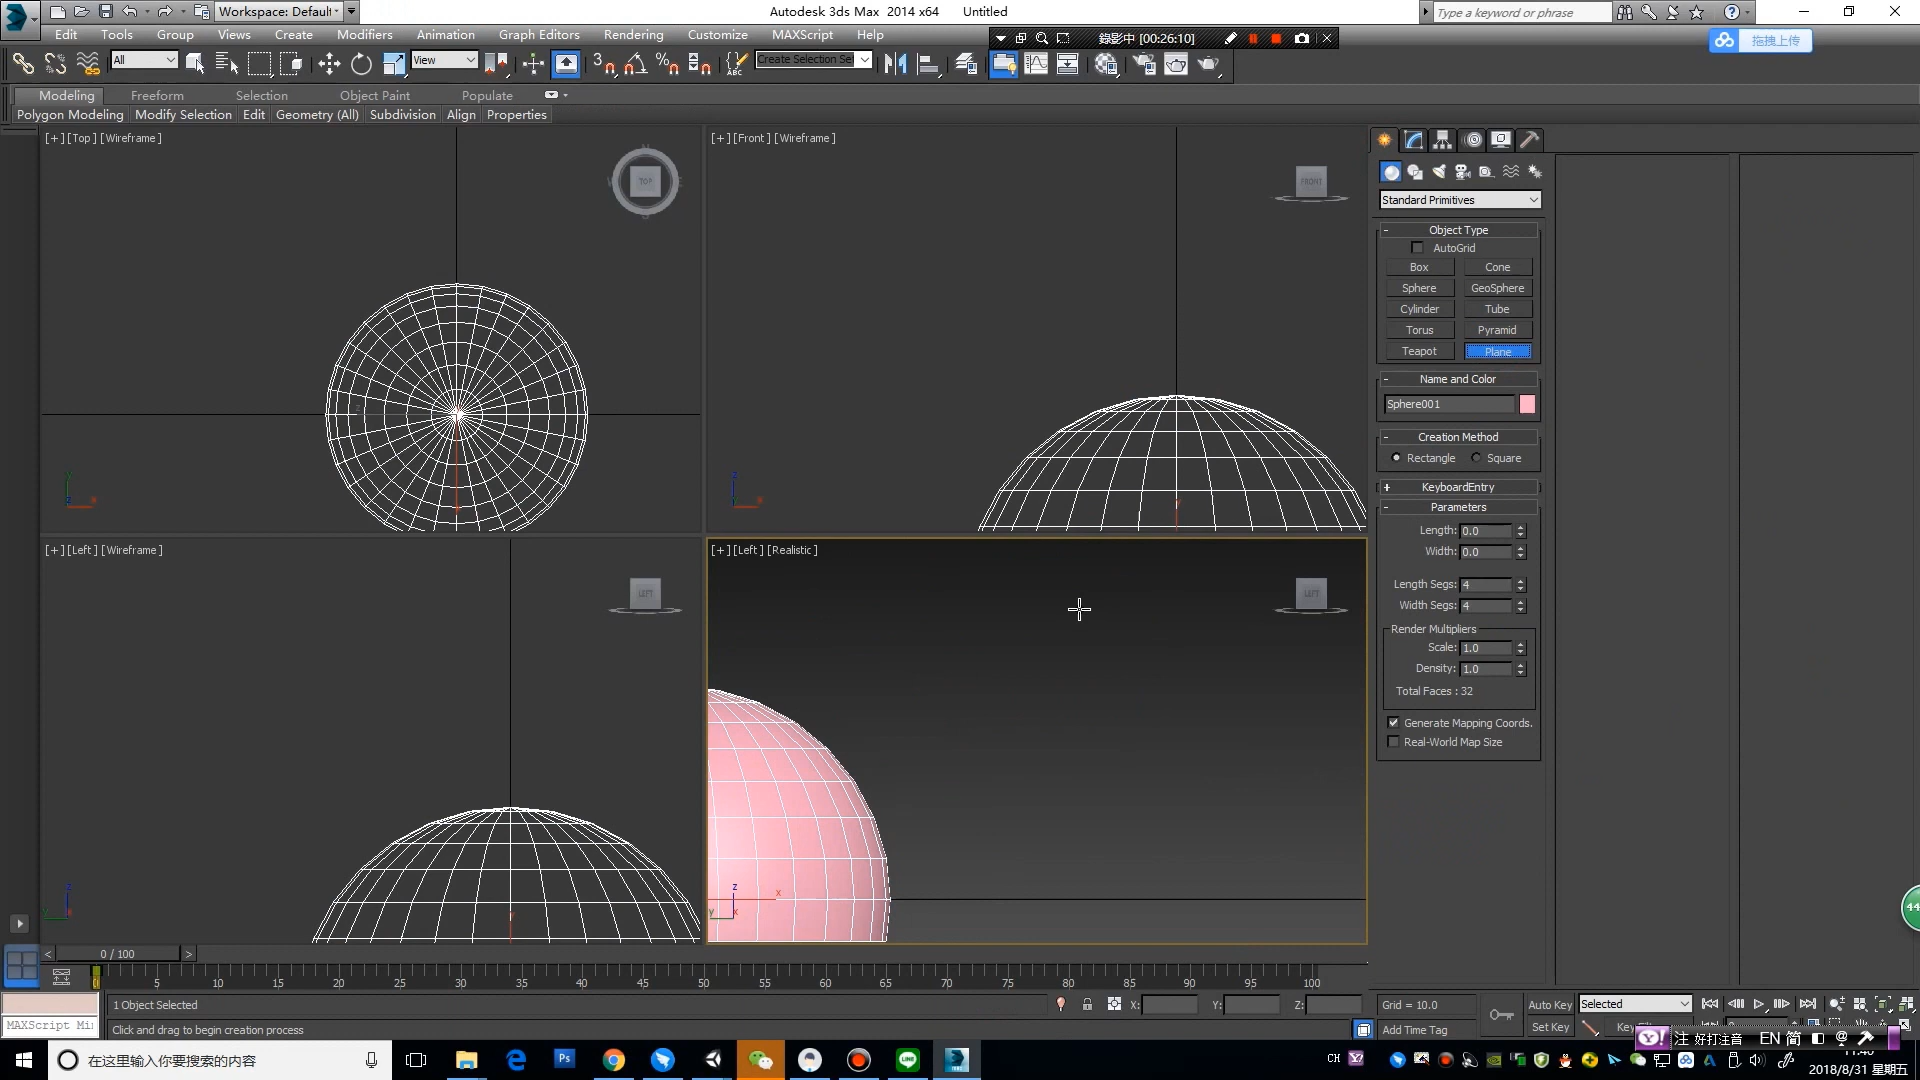 Workspace: Default
Autodesk 3ds Max 2014 x64 Untitled
Type a keyword or phrase
Edit Tools Group Views Create Modifiers Animation Graph Editors Rendering Customize MAXScript Help
錄影中 [00:26:10]
拖拽上传
All View Create Selection Set
Modeling Freeform Selection Object Paint Populate
Polygon Modeling Modify Selection Edit Geometry (All) Subdivision Align Properties
[+] [Top] [Wireframe]
TOP
[+] [Front] [Wireframe]
FRONT
[+] [Left] [Wireframe]
LEFT
[+] [Left] [Realistic]
LEFT
Standard Primitives
Object Type
AutoGrid
Box Cone
Sphere GeoSphere
Cylinder Tube
Torus Pyramid
Teapot Plane
Name and Color
Sphere001
Creation Method
Rectangle Square
KeyboardEntry
Parameters
Length: 0.0
Width: 0.0
Length Segs: 4
Width Segs: 4
Render Multipliers
Scale: 1.0
Density: 1.0
Total Faces : 32
Generate Mapping Coords.
Real-World Map Size
44
< 0 / 100 >
0 5 10 15 20 25 30 35 40 45 50 55 60 65 70 75 80 85 90 95 100
1 Object Selected
X: Y: Z: Grid = 10.0
Auto Key Selected
MAXScript Mi
Click and drag to begin creation process
Add Time Tag
Set Key
注 好打注音 EN 简
在这里输入你要搜索的内容
CH
2018/8/31 星期五